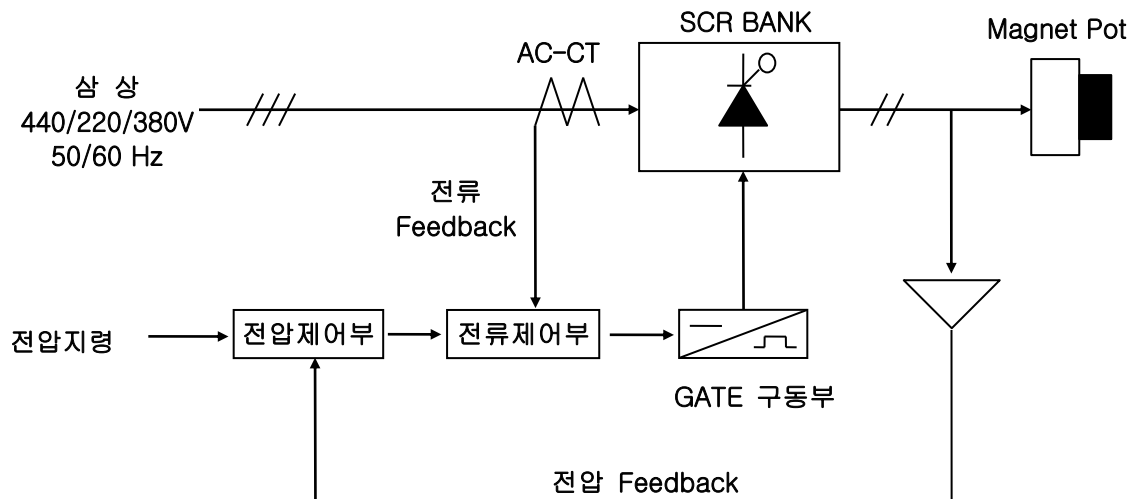 SCR BANK
Magnet Pot
AC-CT
삼 상
440/220/380V
50/60 Hz
전류
Feedback
전압지령
전압제어부
전류제어부
GATE 구동부
전압 Feedback